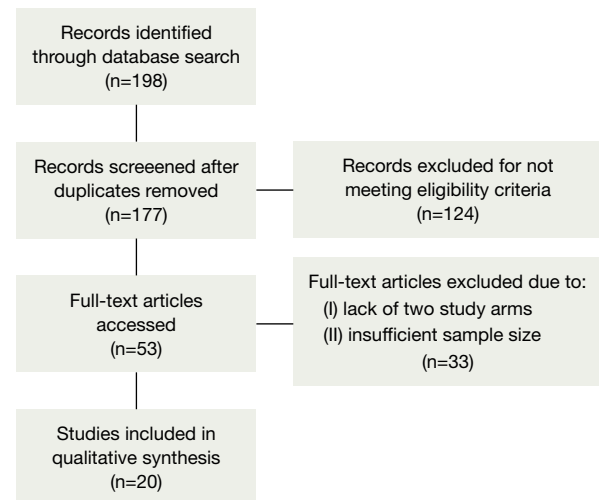 Records identified
through database search
(n=198)
Records screeened after
duplicates removed
(n=177)
Records excluded for not
meeting eligibility criteria
(n=124)
Full-text articles
accessed
(n=53)
Full-text articles excluded due to:
(I) lack of two study arms
(II) insufficient sample size
(n=33)
Studies included in
qualitative synthesis
(n=20)